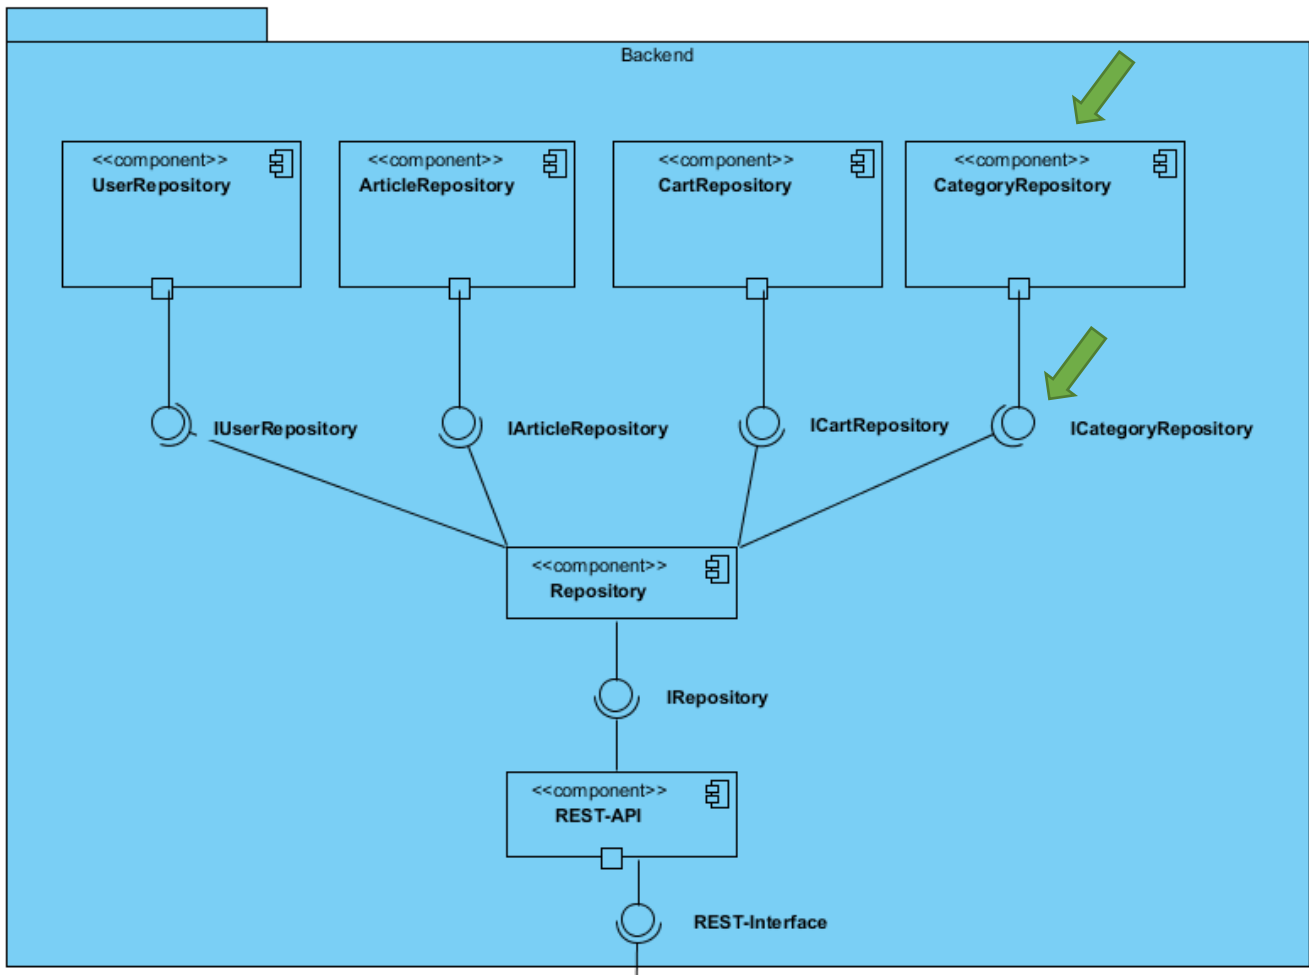 Backend
<<component>>
UserRepository
<<component>>
ArticleRepository
<<component>>
CartRepository
<<component>>
CategoryRepository
IUserRepository
IArticleRepository
ICartRepository
ICategoryRepository
<<component>>
Repository
IRepository
<<component>>
REST-API
REST-Interface